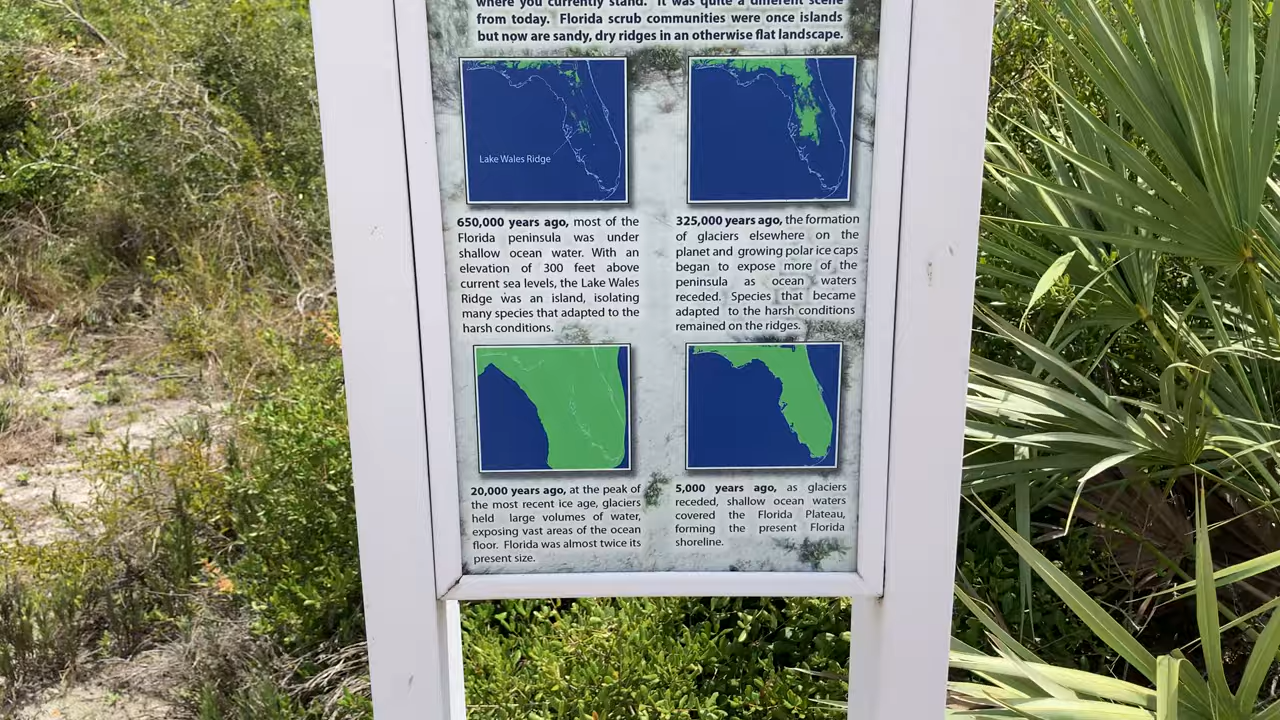 where you currently stand. It was quite a different scene
from today. Florida scrub communities were once islands
but now are sandy, dry ridges in an otherwise flat landscape.
Lake Wales Ridge
650,000 years ago, most of the
Florida peninsula was under
shallow ocean water. With an
elevation of 300 feet above
current sea levels, the Lake Wales
Ridge was an island, isolating
many species that adapted to the
harsh conditions.
325,000 years ago, the formation
of glaciers elsewhere on the
planet and growing polar ice caps
began to expose more of the
peninsula as ocean waters
receded. Species that became
adapted to the harsh conditions
remained on the ridges.
20,000 years ago, at the peak of
the most recent ice age, glaciers
held large volumes of water,
exposing vast areas of the ocean
floor. Florida was almost twice its
present size.
5,000 years ago, as glaciers
receded, shallow ocean waters
covered the Florida Plateau,
forming the present Florida
shoreline.